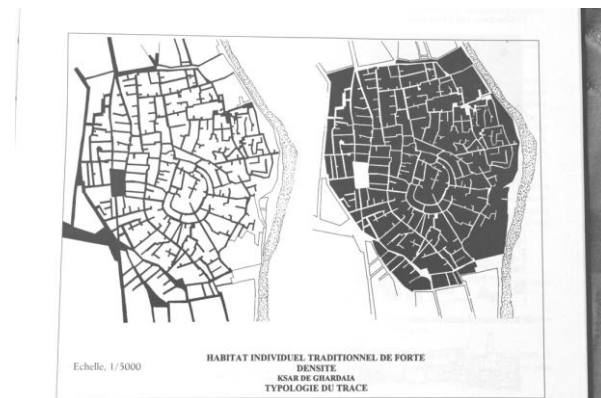 Echelle, 1/5000
HABITAT INDIVIDUEL TRADITIONNEL DE FORTE
DENSITE
KSAR DE GHARDAIA
TYPOLOGIE DU TRACE